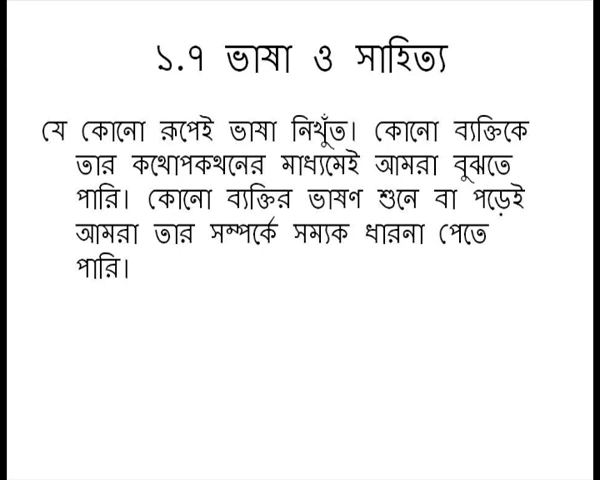 ১.৭ ভাষা ও সাহিত্য
যে কোনো রূপেই ভাষা নিখুঁত। কোনো ব্যক্তিকে
তার কথোপকথনের মাধ্যমেই আমরা বুঝতে
পারি। কোনো ব্যক্তির ভাষণ শুনে বা পড়েই
আমরা তার সম্পর্কে সম্যক ধারনা পেতে
পারি।